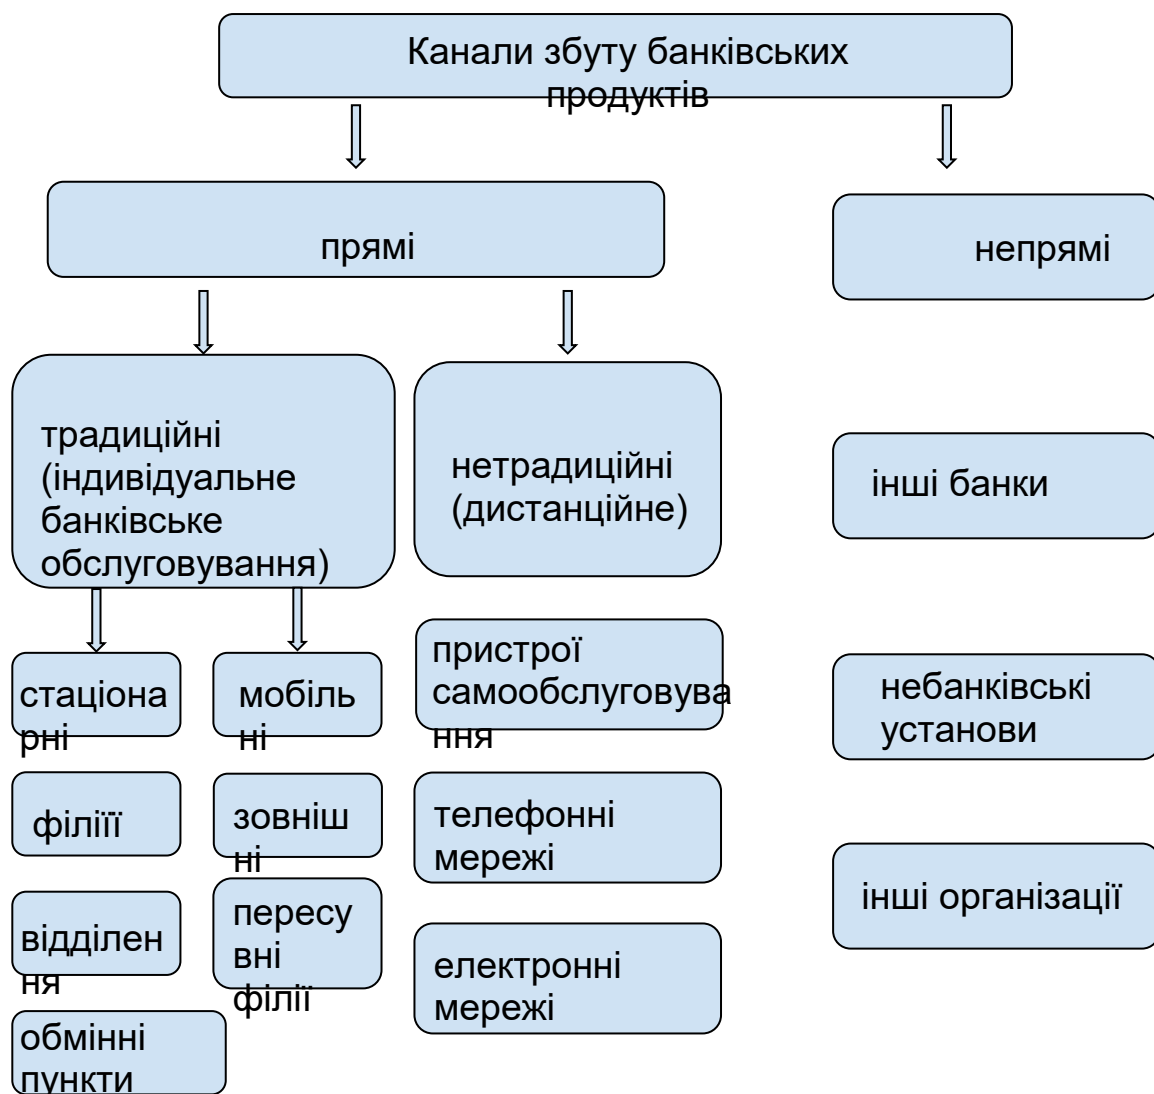 Канали збуту банківських
продуктів
прямі
непрямі
традиційні
(індивідуальне
банківське
обслуговування)
нетрадиційні
(дистанційне)
інші банки
стаціона
рні
мобіль
ні
пристрої
самообслуговува
ння
небанківські
установи
філіїї
зовніш
ні
телефонні
мережі
інші організації
відділен
ня
пересу
вні
філії
електронні
мережі
обмінні
пункти